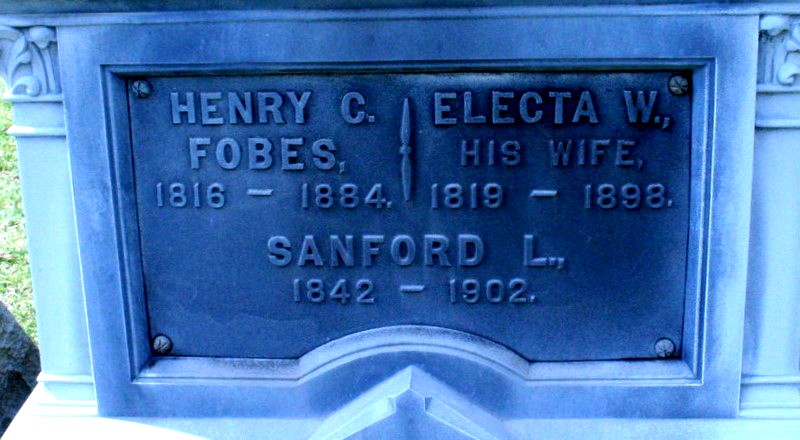 HENRY C.
FOBES,
1816 – 1884.
ELECTA W.,
HIS WIFE,
1819 – 1898.
SANFORD L.,
1842 – 1902.